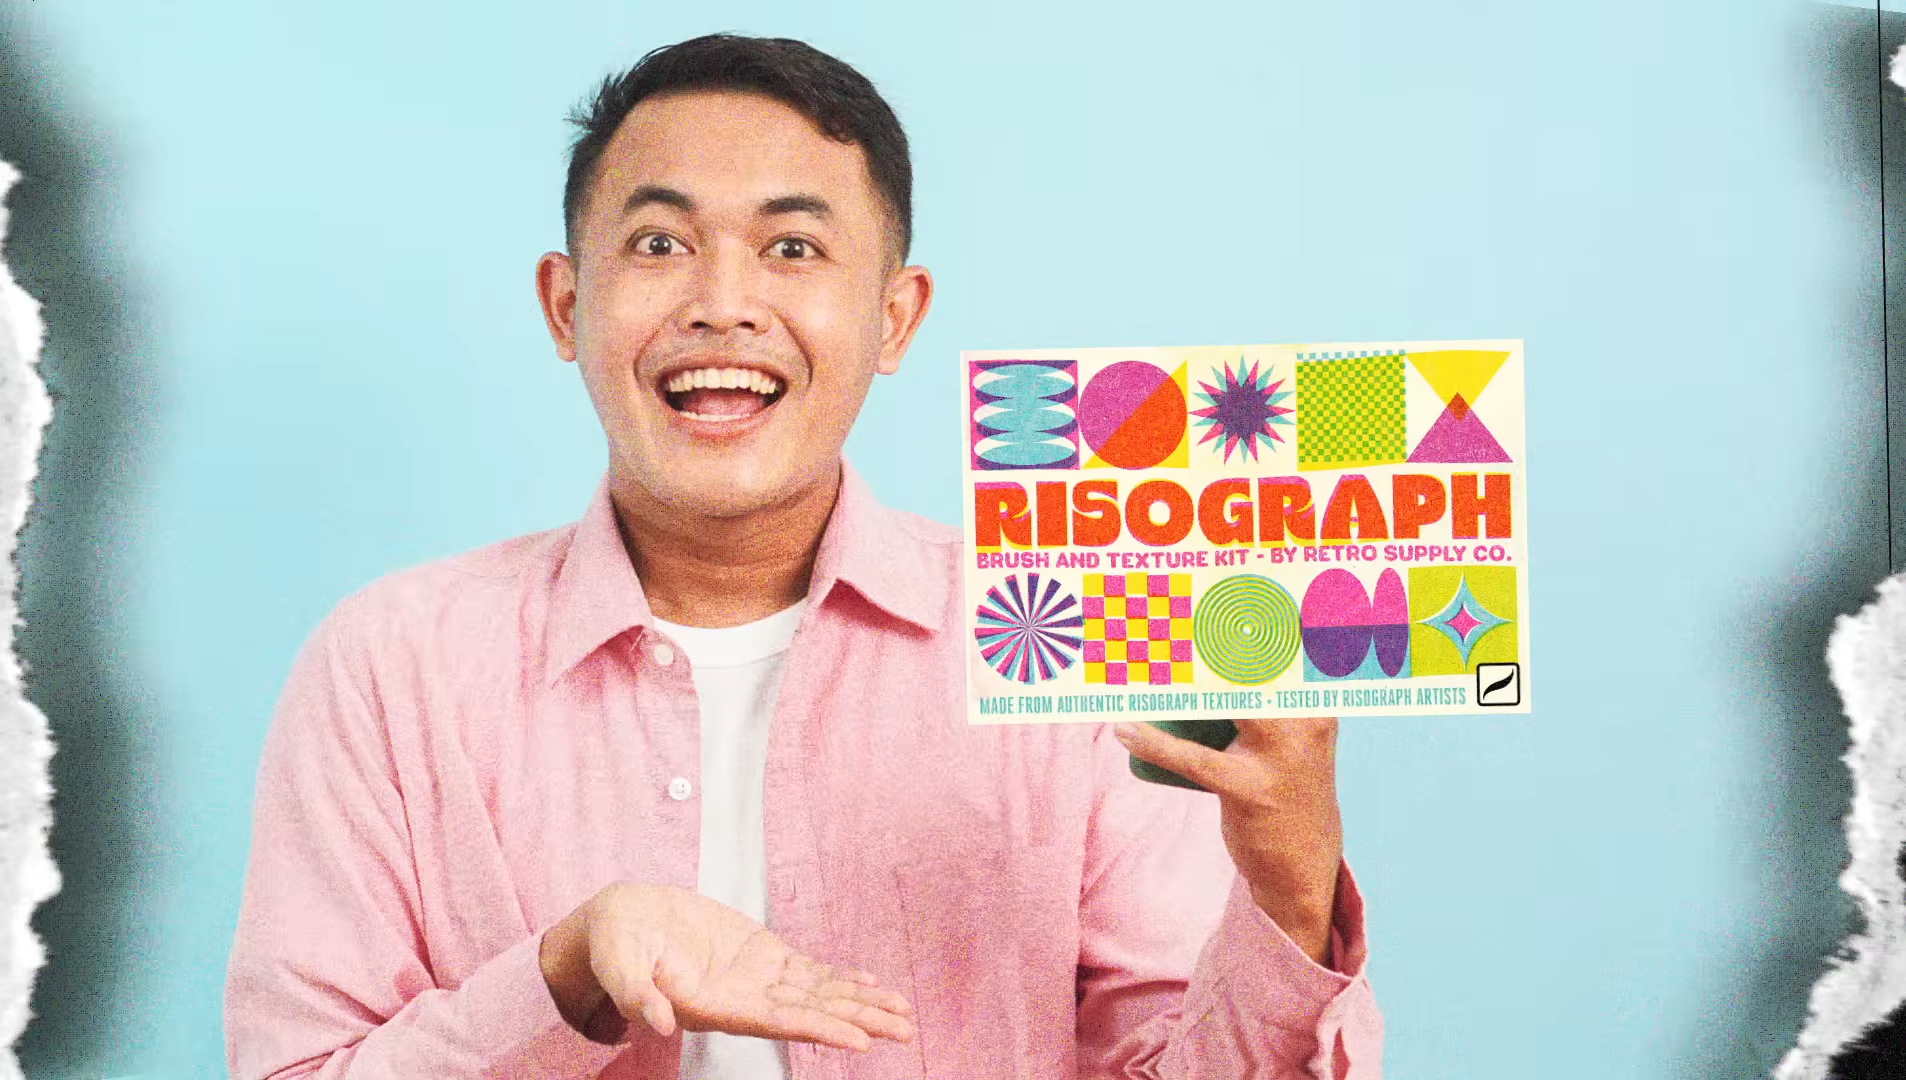 RISOGRAPH
BRUSH AND TEXTURE KIT - BY RETRO SUPPLY CO.
MADE FROM AUTHENTIC RISOGRAPH TEXTURES • TESTED BY RISOGRAPH ARTISTS